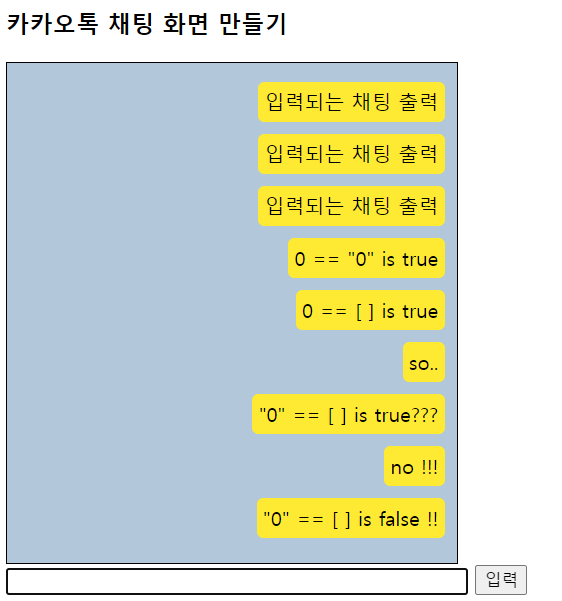 카카오톡 채팅 화면 만들기
입력되는 채팅 출력
입력되는 채팅 출력
입력되는 채팅 출력
0 == "0" is true
0 == [ ] is true
so..
"0" == [ ] is true???
no !!!
"0" == [ ] is false !!
입력